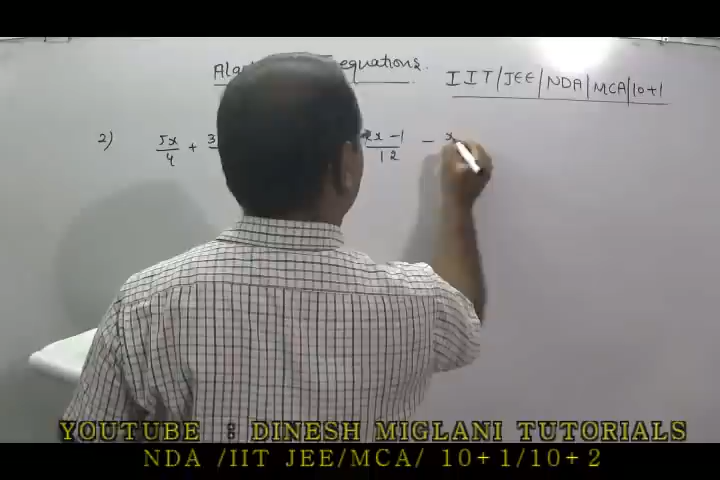 equations.
IIT/JEE/NDA/MCA/10+1
2) 5x/4 + 3 2x-1/12 - x
YOUTUBE : DINESH MIGLANI TUTORIALS
NDA /IIT JEE/MCA/ 10+1/10+2